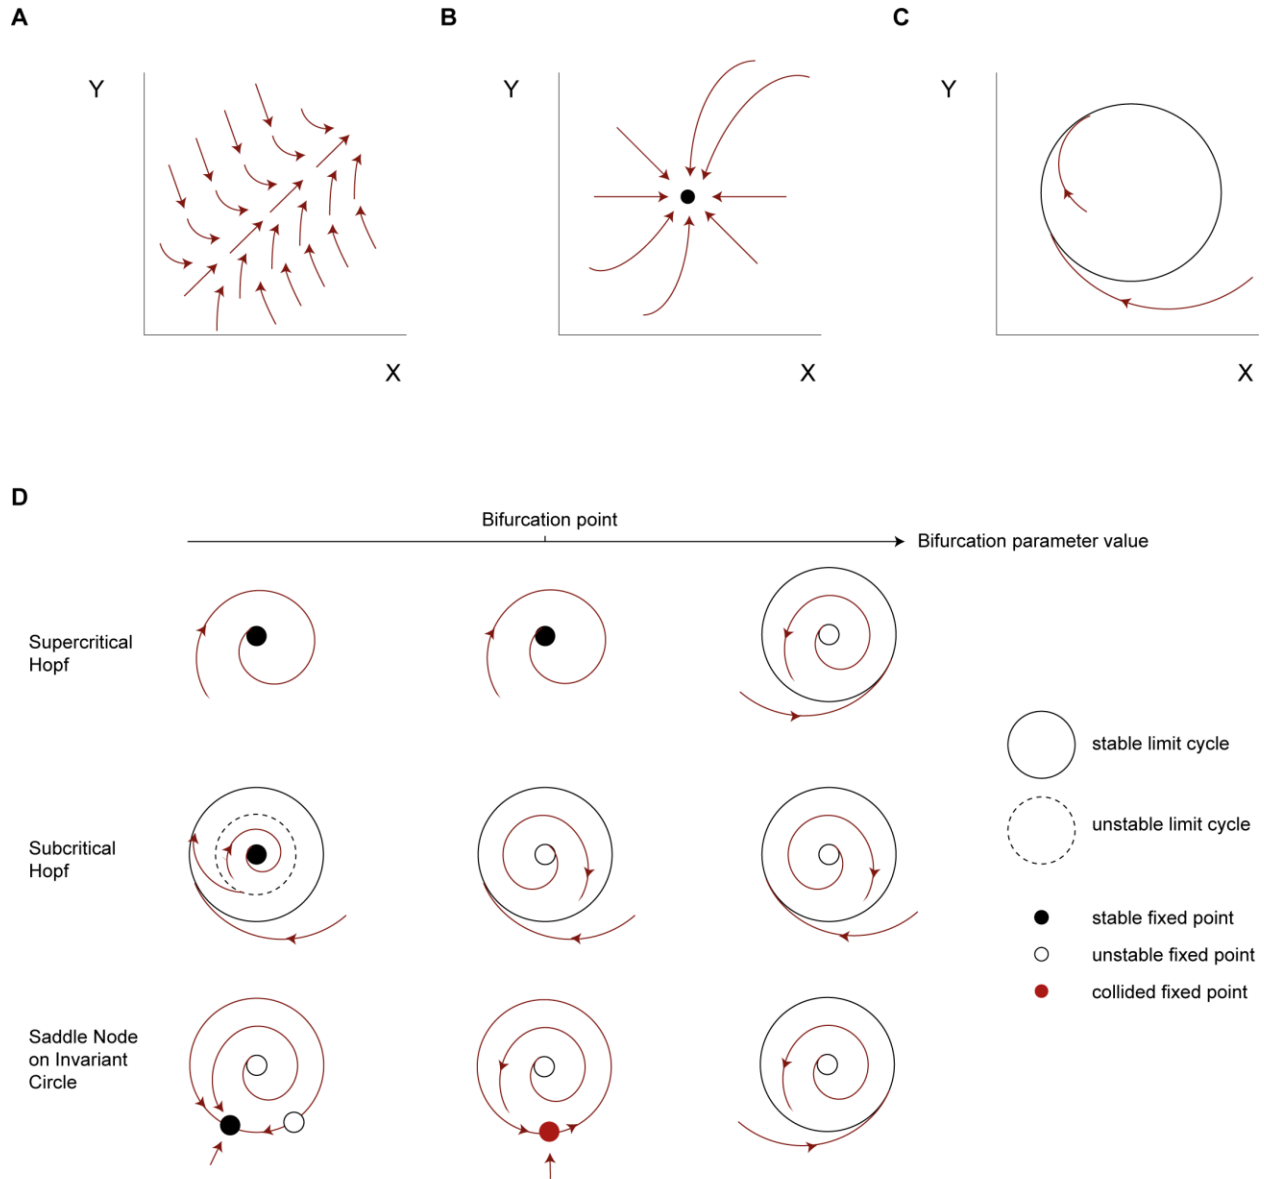 A
B
C
Y
Y
Y
X
X
X
D
Bifurcation point
Bifurcation parameter value
Supercritical
Hopf
stable limit cycle
unstable limit cycle
Subcritical
Hopf
stable fixed point
unstable fixed point
collided fixed point
Saddle Node
on Invariant
Circle